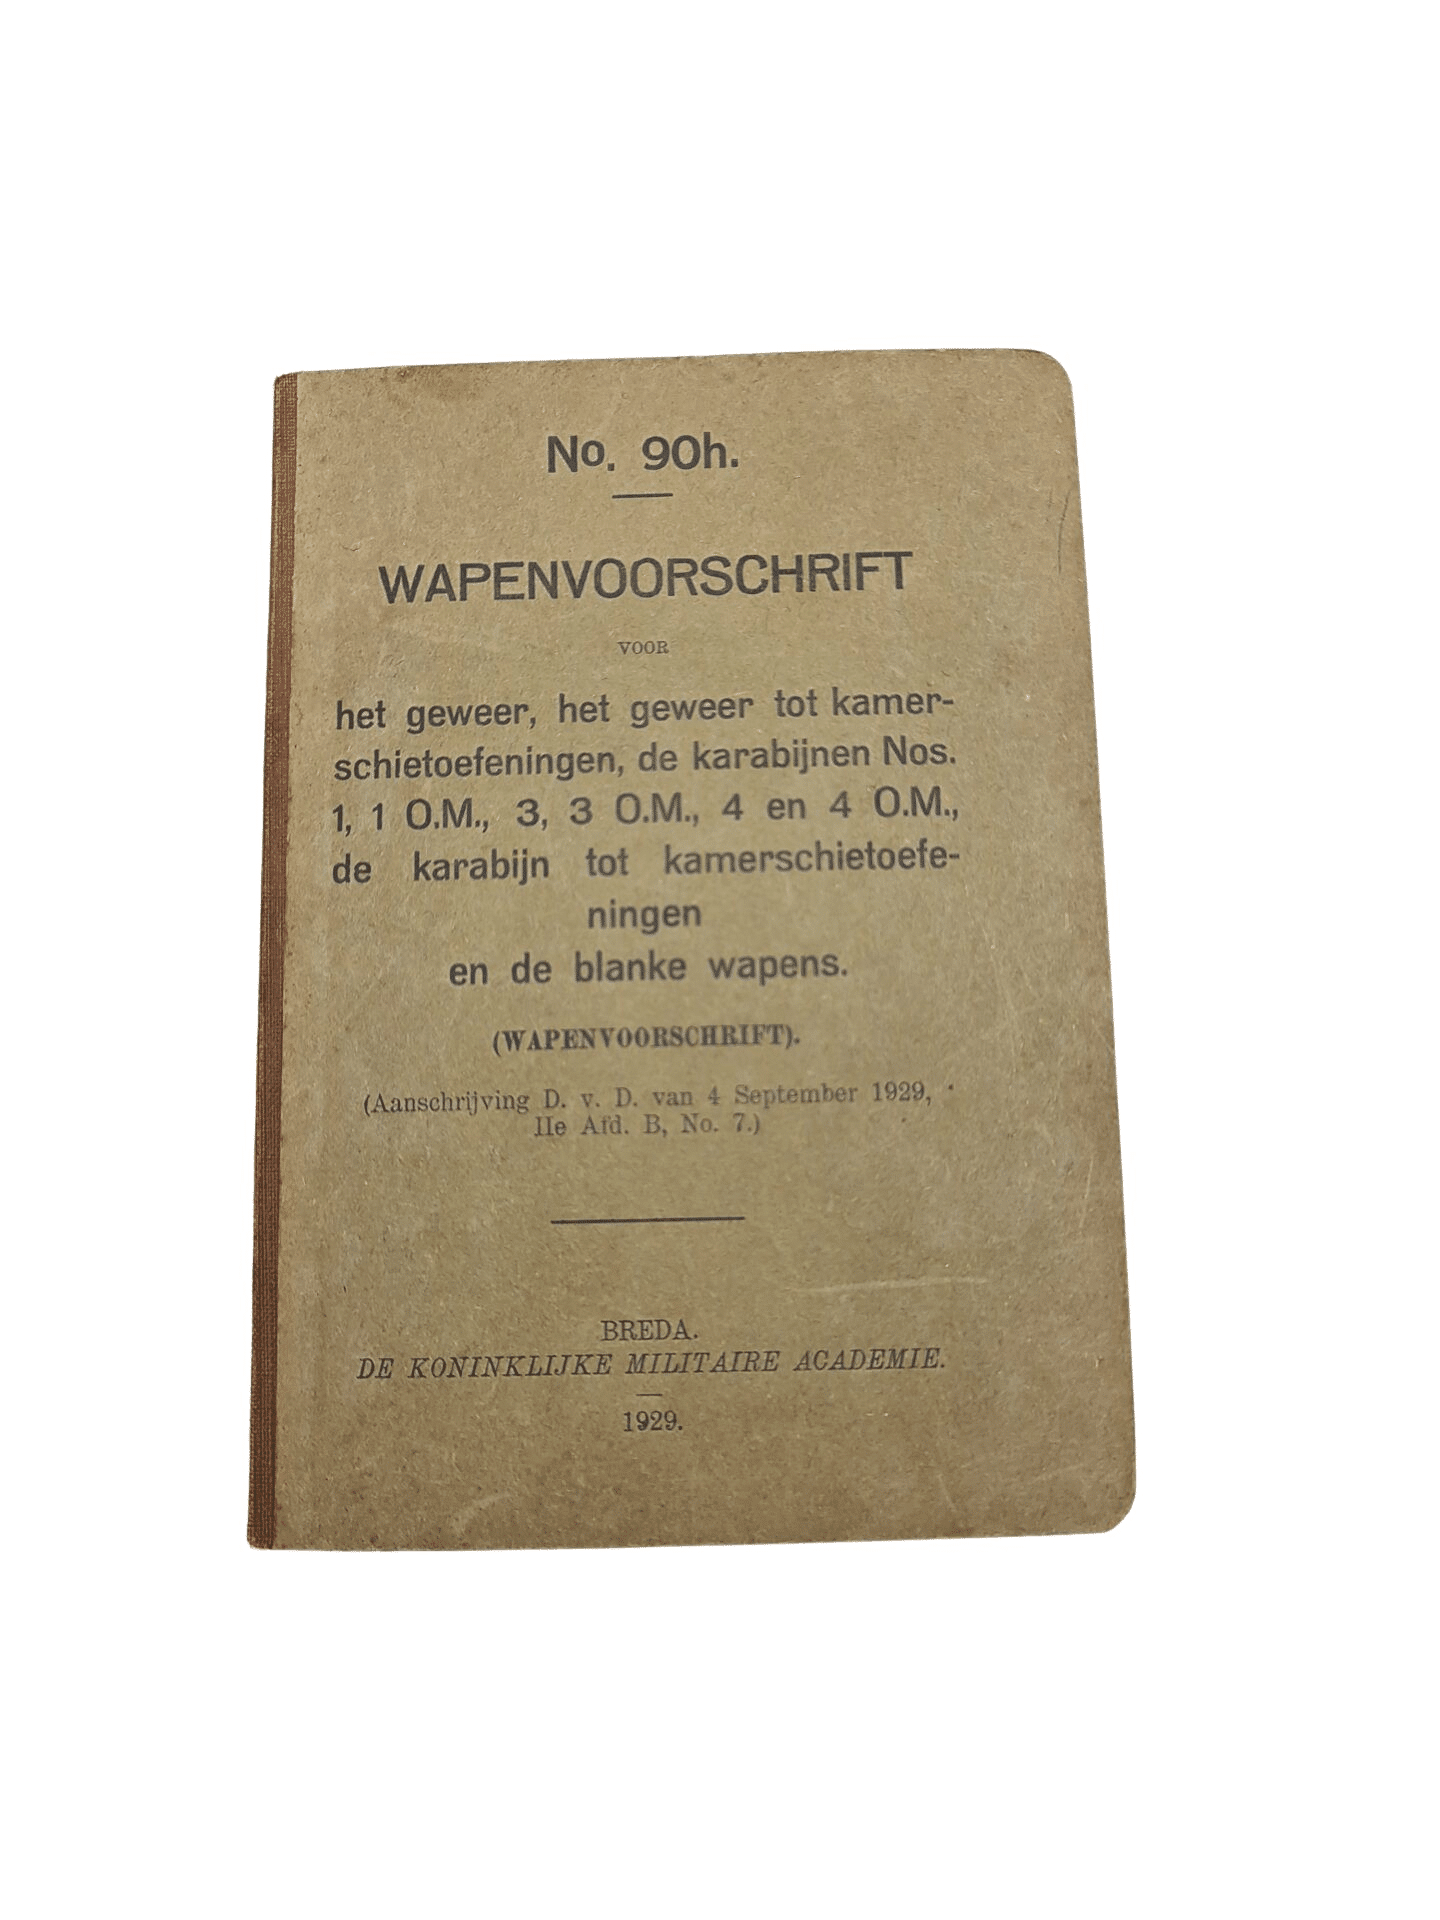 No. 90h.
WAPENVOORSCHRIFT
VOOR
het geweer, het geweer tot kamer-
schietoefeningen, de karabijnen Nos.
1, 1 O.M., 3, 3 O.M., 4 en 4 O.M.,
de karabijn tot kamerschietoefe-
ningen
en de blanke wapens.
(WAPENVOORSCHRIFT).
(Aanschrijving D. v. D. van 4 September 1929,
IIe Afd. B, No. 7.)
BREDA.
DE KONINKLIJKE MILITAIRE ACADEMIE.
1929.